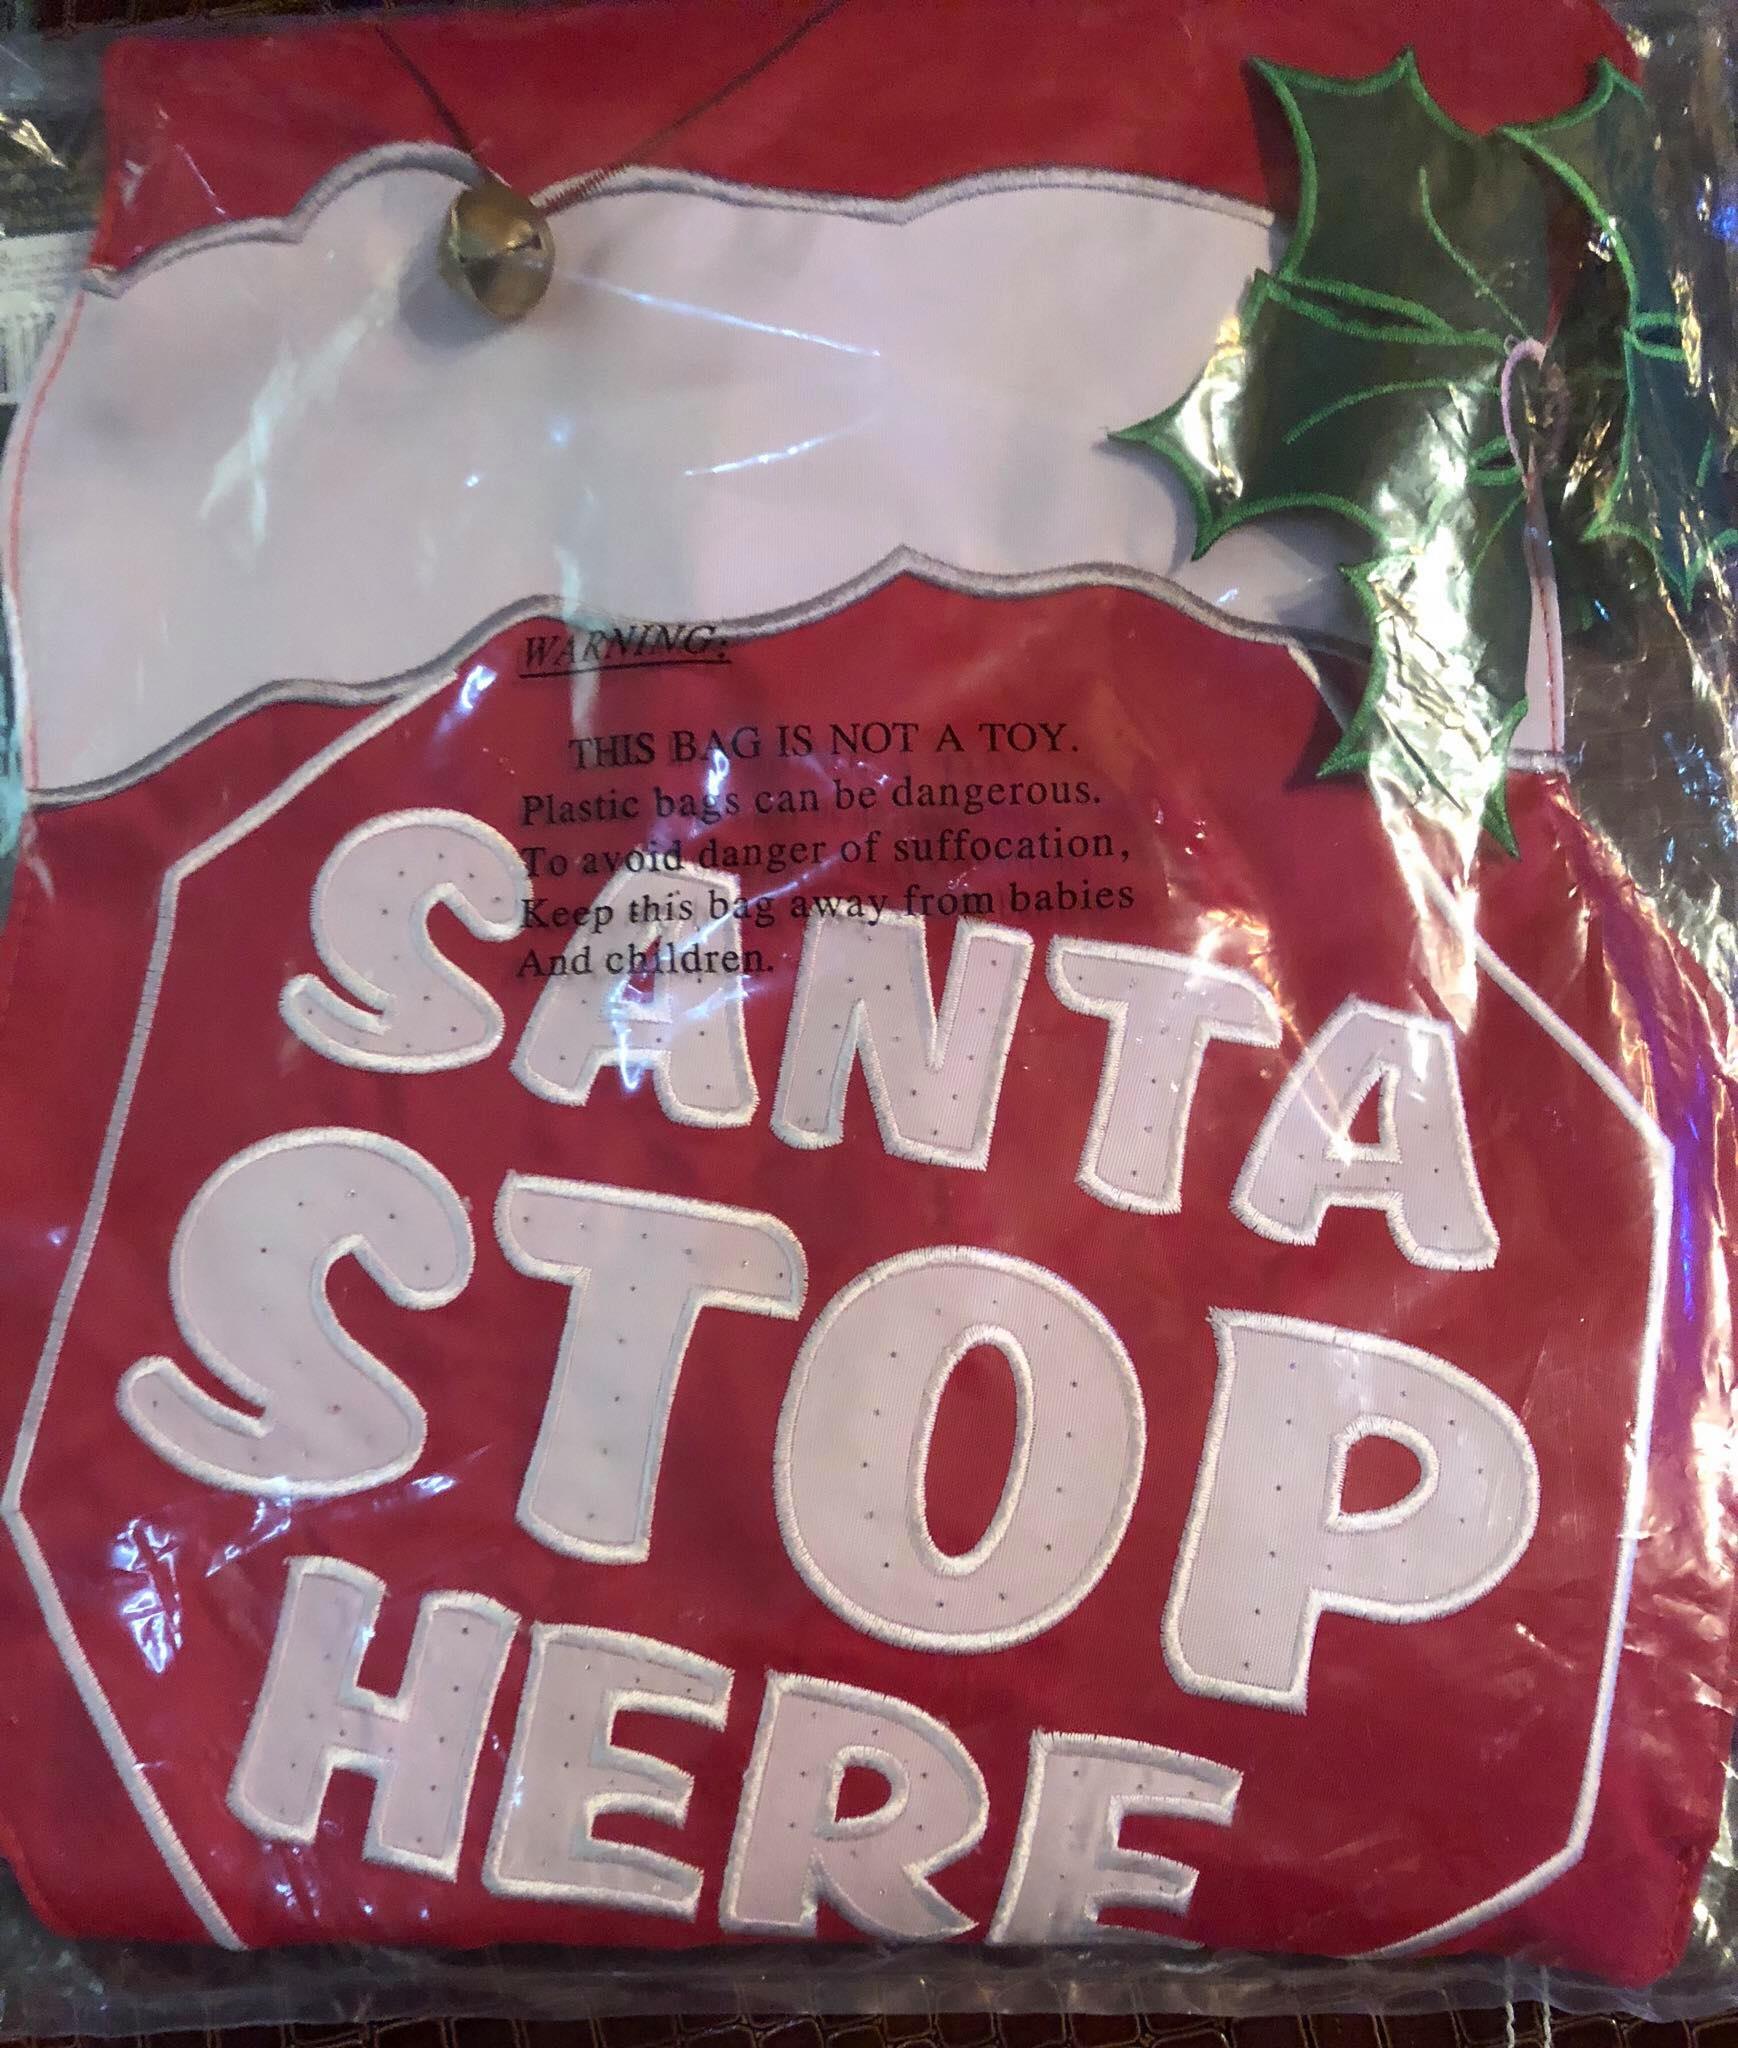 WARNING:
THIS BAG IS NOT A TOY.
Plastic bags can be dangerous.
To avoid danger of suffocation,
Keep this bag away from babies
And children.
SANTA
STOP
HERE